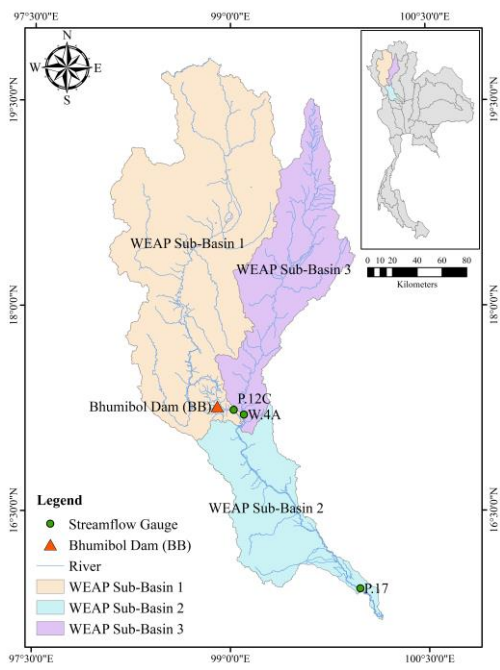 97°30'0"E 99°0'0"E 100°30'0"E
N
W E
S
19°30'0"N
19°30'0"N
WEAP Sub-Basin 1
WEAP Sub-Basin 3
0 10 20 40 60 80
Kilometers
18°0'0"N
18°0'0"N
P.12C
Bhumibol Dam (BB)
W.4A
16°30'0"N
16°30'0"N
WEAP Sub-Basin 2
Legend
Streamflow Gauge
Bhumibol Dam (BB)
River
WEAP Sub-Basin 1
WEAP Sub-Basin 2
WEAP Sub-Basin 3
P.17
97°30'0"E 99°0'0"E 100°30'0"E